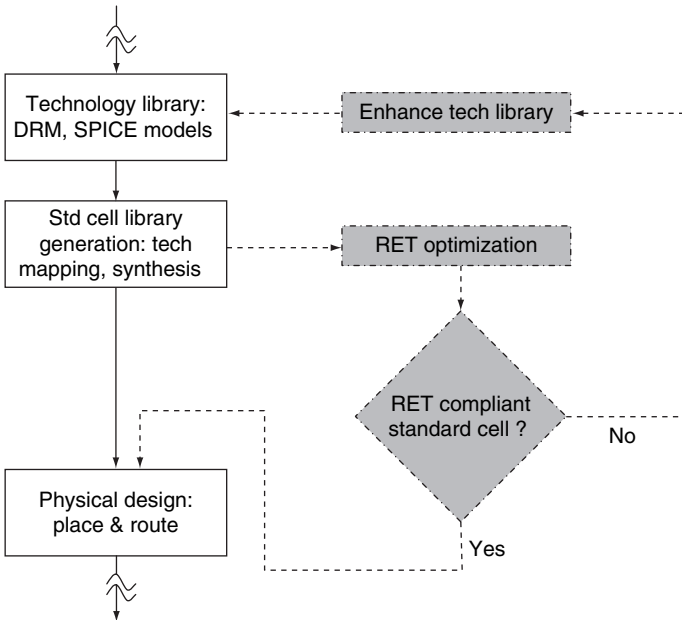 Technology library:
DRM, SPICE models
Enhance tech library
Std cell library
generation: tech
mapping, synthesis
RET optimization
RET compliant
standard cell ?
No
Physical design:
place & route
Yes